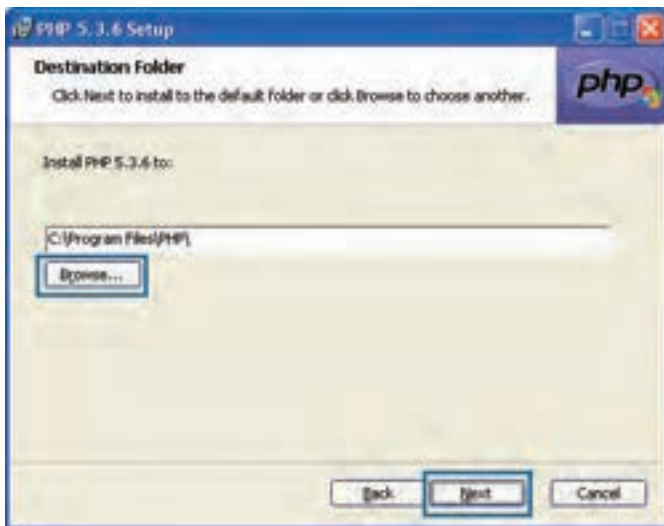 PHP 5.3.6 Setup
Destination Folder
Click Next to install to the default folder or click Browse to choose another.
php
Install PHP 5.3.6 to:
C:\Program Files\PHP\
Browse...
Back
Next
Cancel